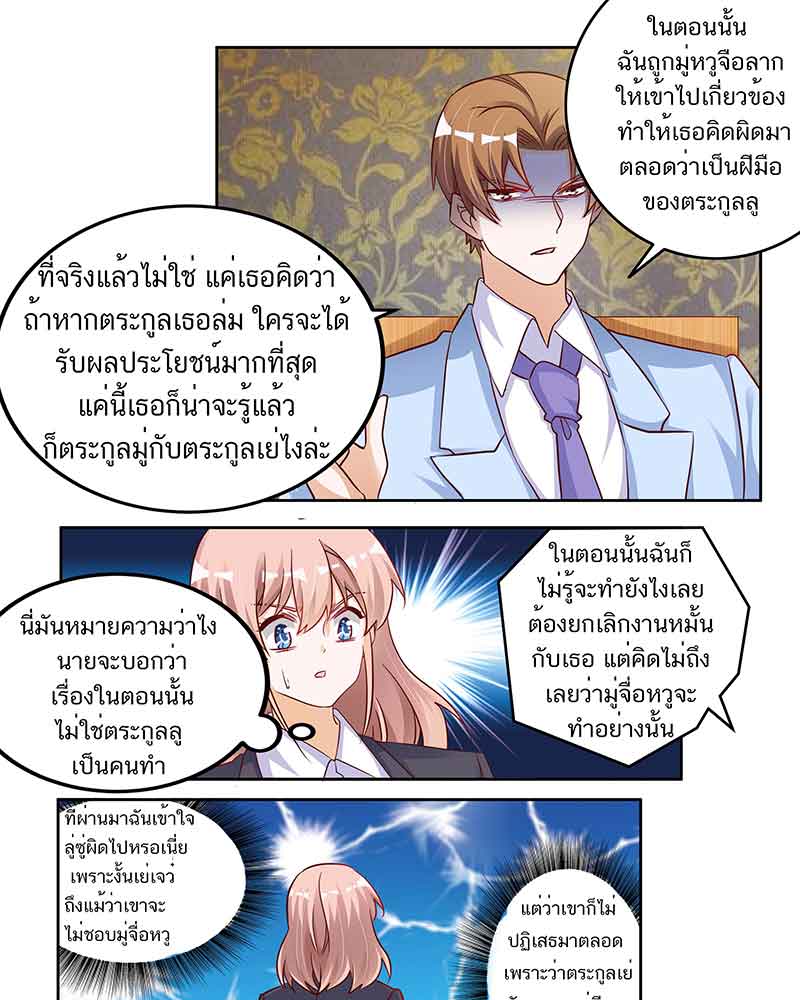 ในตอนนั้น
ฉันถูกมู่หวูจือลาก
ให้เข้าไปเกี่ยวข้อง
ทำให้เธอคิดผิดมา
ตลอดว่าเป็นฝีมือ
ของตระกูลลู
ที่จริงแล้วไม่ใช่ แค่เธอคิดว่า
ถ้าหากตระกูลเธอล่ม ใครจะได้
รับผลประโยชน์มากที่สุด
แค่นี้เธอก็น่าจะรู้แล้ว
ก็ตระกูลมู่กับตระกูลเย่ไงล่ะ
ในตอนนั้นฉันก็
ไม่รู้จะทำยังไงเลย
ต้องยกเลิกงานหมั้น
กับเธอ แต่คิดไม่ถึง
เลยว่ามู่จื่อหวูจะ
ทำอย่างนั้น
นี่มันหมายความว่าไง
นายจะบอกว่า
เรื่องในตอนนั้น
ไม่ใช่ตระกูลลู
เป็นคนทำ
ที่ผ่านมาฉันเข้าใจ
ลู่ซู่ผิดไปหรอเนี่ย
เพราะงั้นเย่เจว๋
ถึงแม้ว่าเขาจะ
ไม่ชอบมู่จื่อหวู
แต่ว่าเขาก็ไม่
ปฏิเสธมาตลอด
เพราะว่าตระกูลเย่